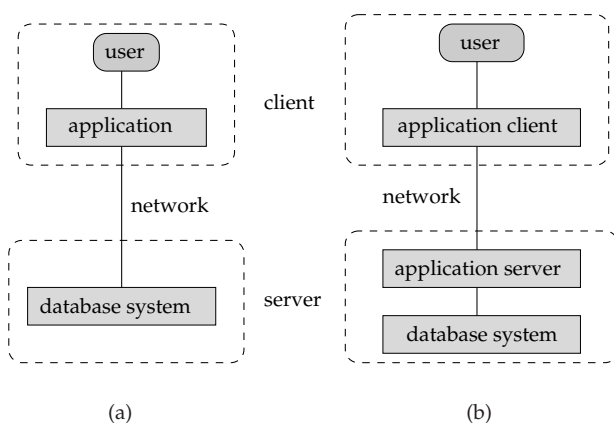 user
application
network
database system
(a)
client
server
user
application client
network
application server
database system
(b)